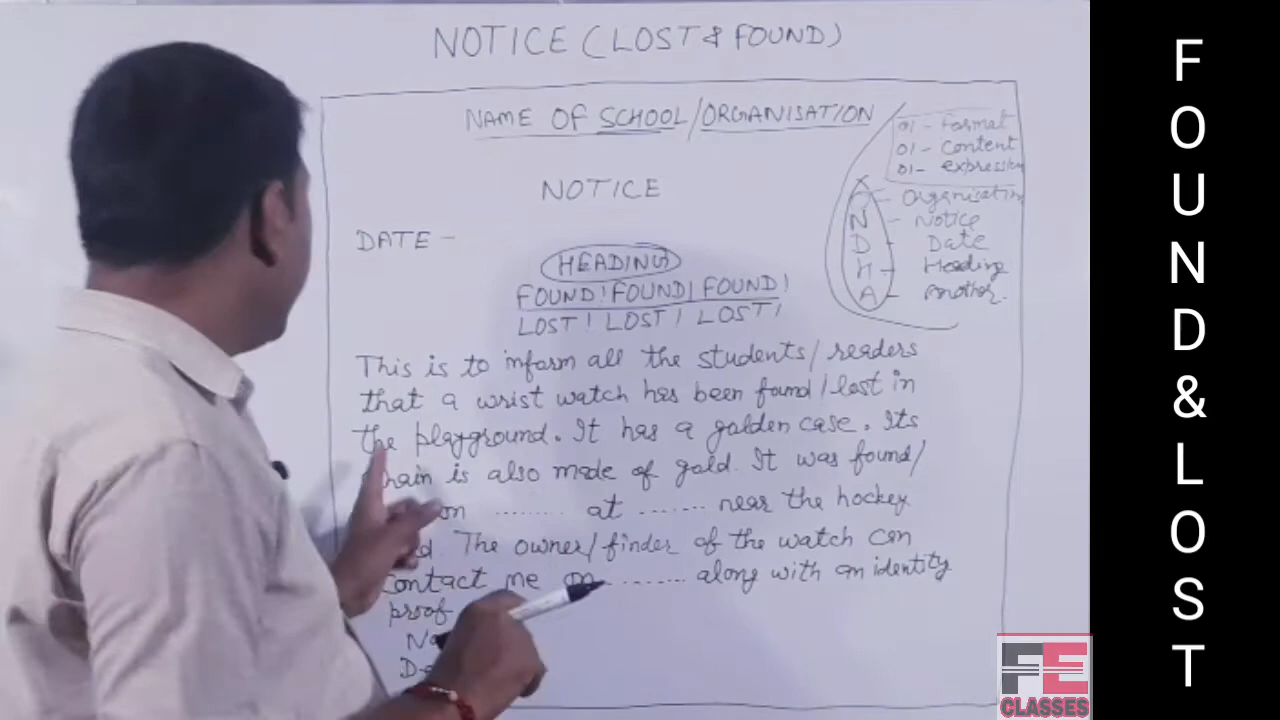 NOTICE (LOST & FOUND)
NAME OF SCHOOL/ORGANISATION
01 - Format
01 - Content
01 - expression
NOTICE
- Organisation
N - Notice
D - Date
H - Heading
A -
DATE -
HEADING
FOUND! FOUND! FOUND!
LOST! LOST! LOST!
This is to inform all the students/readers
that a wrist watch has been found/lost in
the playground. It has a golden case. Its
chain is also made of gold. It was found/
on ......... at ....... near the hockey
The owner/finder of the watch can
contact me on ......... along with an identity
proof
FOUND&LOST
FE
CLASSES